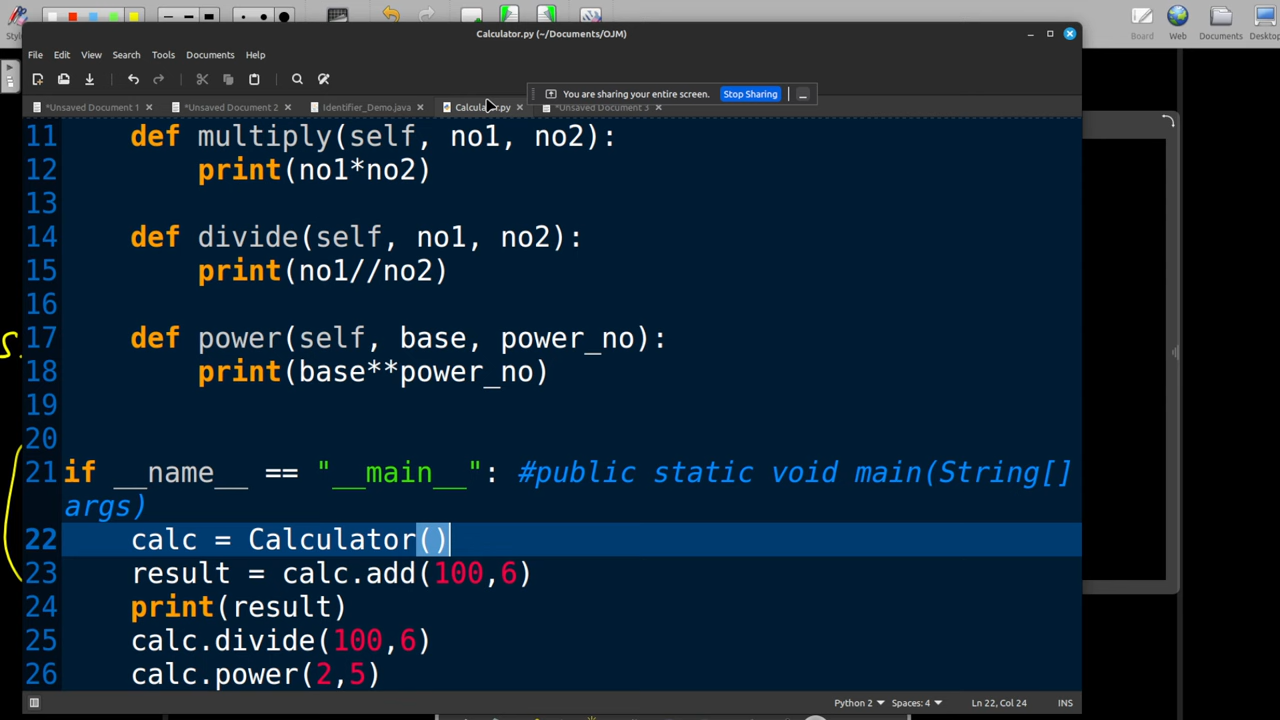 Board
Web
Documents
Desktop
Calculator.py (~/Documents/OJM)
File Edit View Search Tools Documents Help
You are sharing your entire screen. Stop Sharing
*Unsaved Document 1 *Unsaved Document 2 Identifier_Demo.java Calculator.py *Unsaved Document 3
11 def multiply(self, no1, no2):
12 print(no1*no2)
13
14 def divide(self, no1, no2):
15 print(no1//no2)
16
17 def power(self, base, power_no):
18 print(base**power_no)
19
20
21 if __name__ == "__main__": #public static void main(String[]
args)
22 calc = Calculator()
23 result = calc.add(100,6)
24 print(result)
25 calc.divide(100,6)
26 calc.power(2,5)
Python 2 Spaces: 4 Ln 22, Col 24 INS